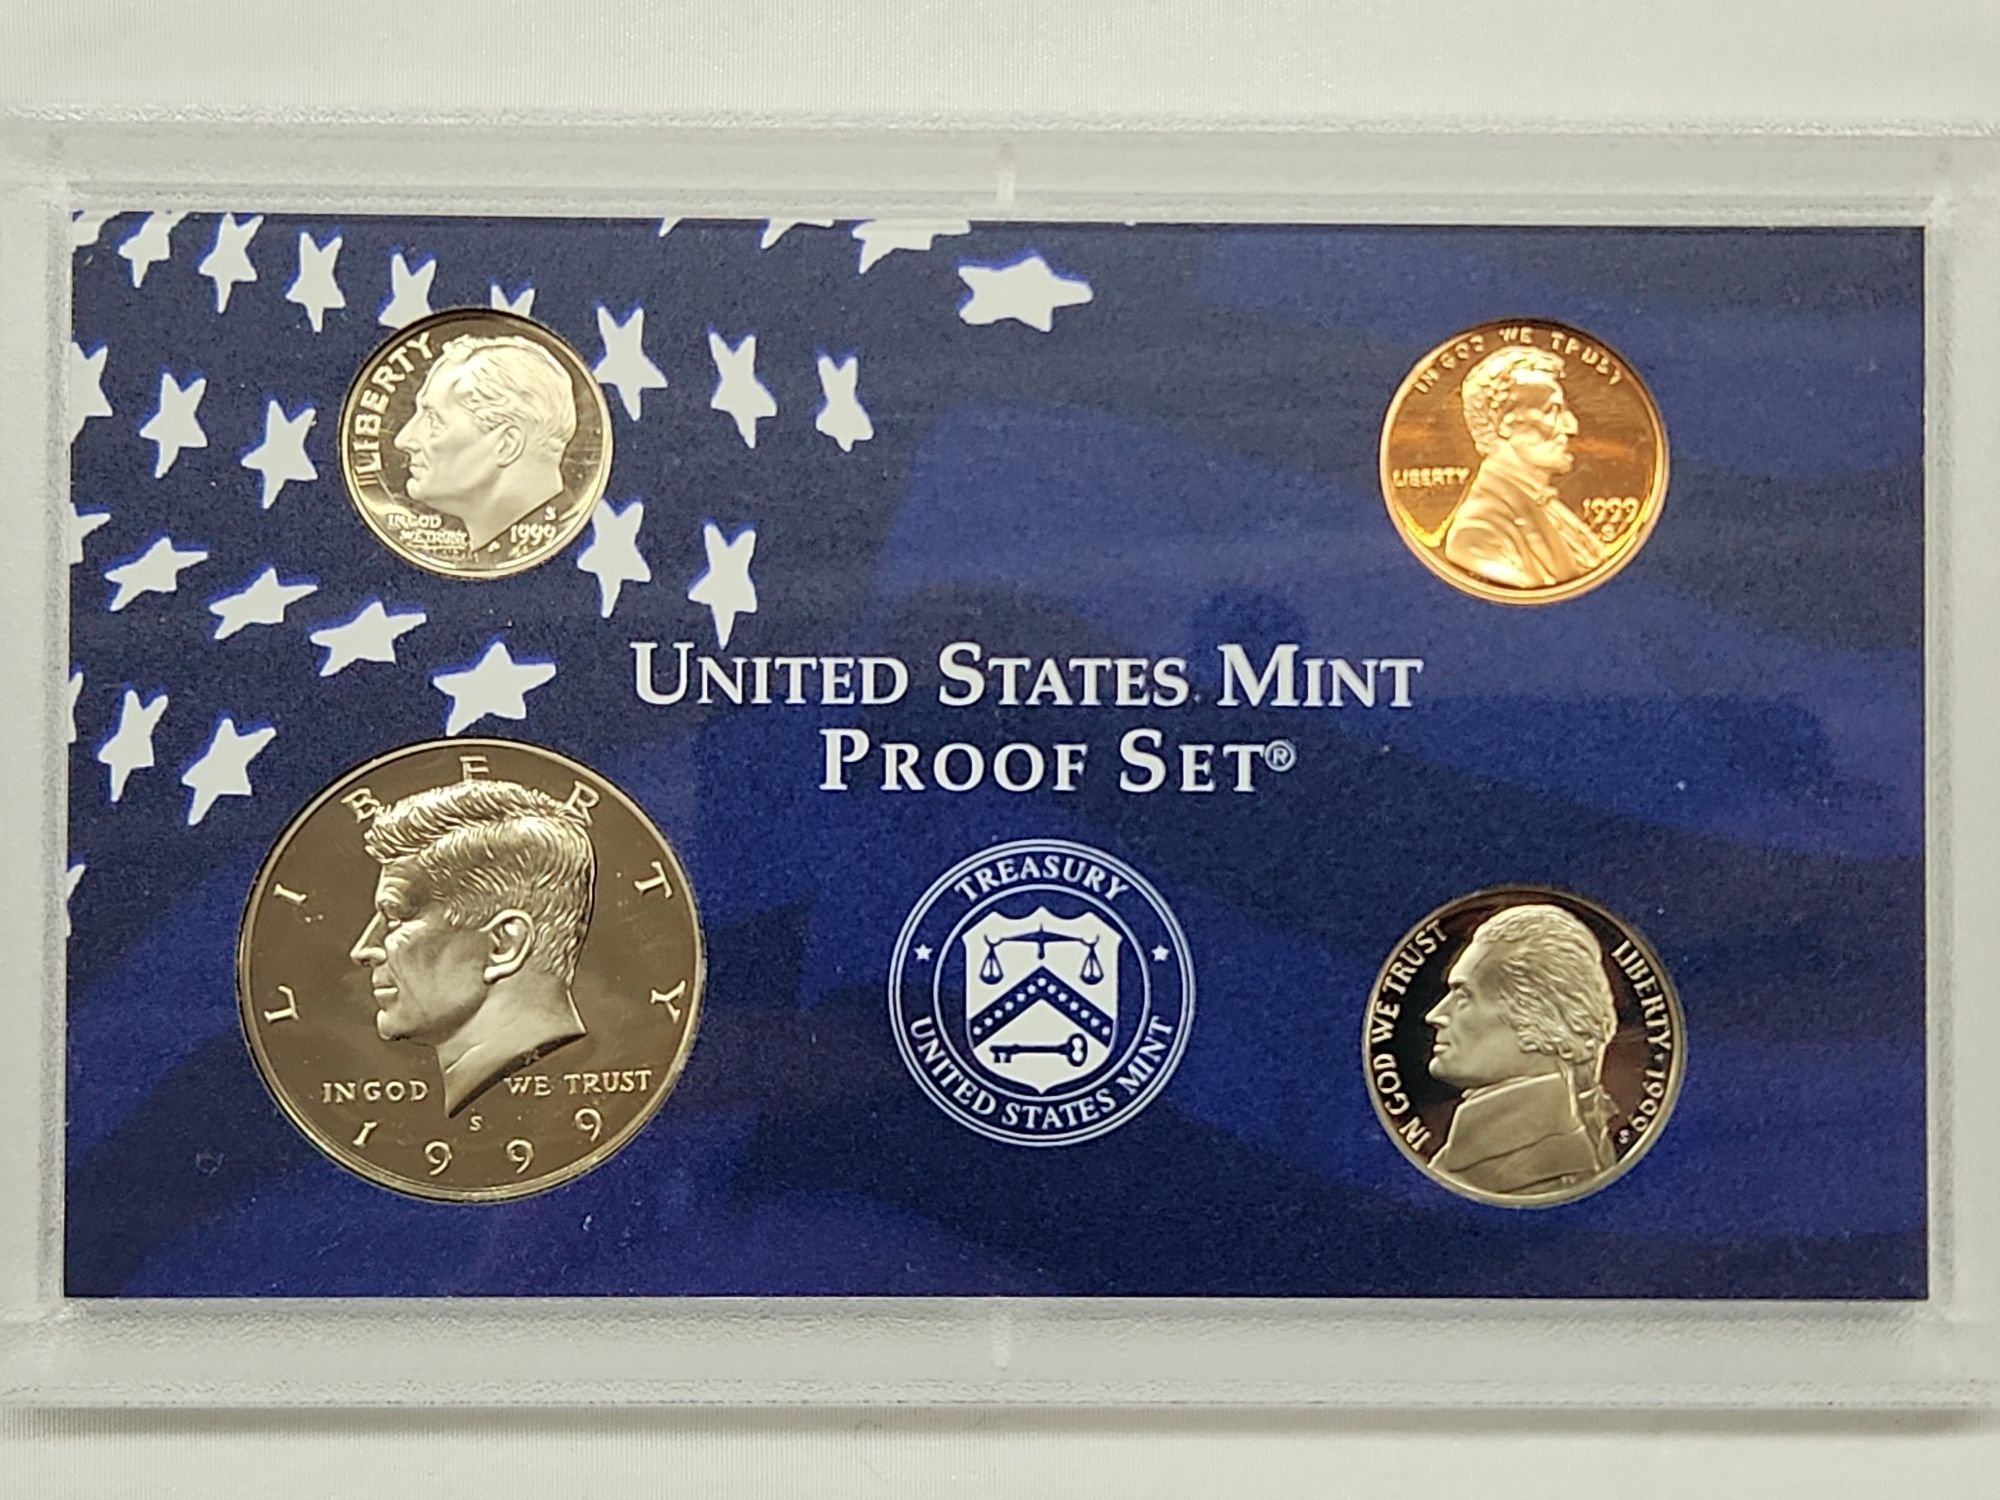 LIBERTY
IN GOD
WE TRUST
S
1999
IN GOD WE TRUST
LIBERTY
1999
S
UNITED STATES MINT
PROOF SET®
LIBERTY
IN GOD WE TRUST
S
1999
TREASURY
UNITED STATES MINT
IN GOD WE TRUST
LIBERTY ★ 1999
S